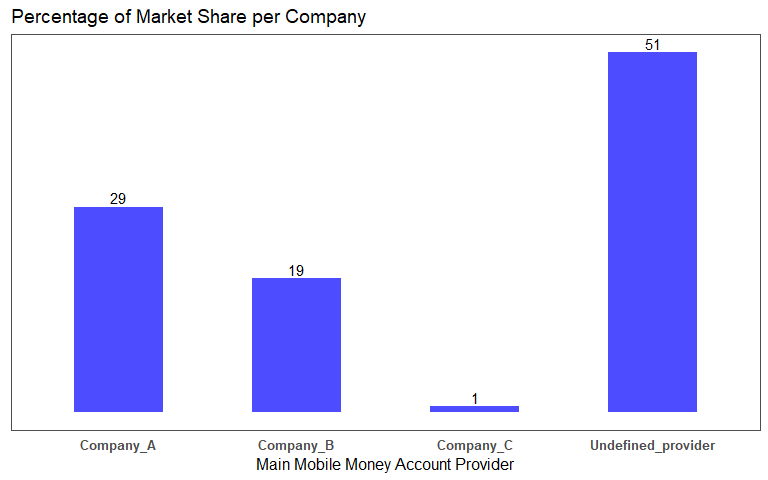 Percentage of Market Share per Company
51
29
19
1
Company_A Company_B Company_C Undefined_provider
Main Mobile Money Account Provider